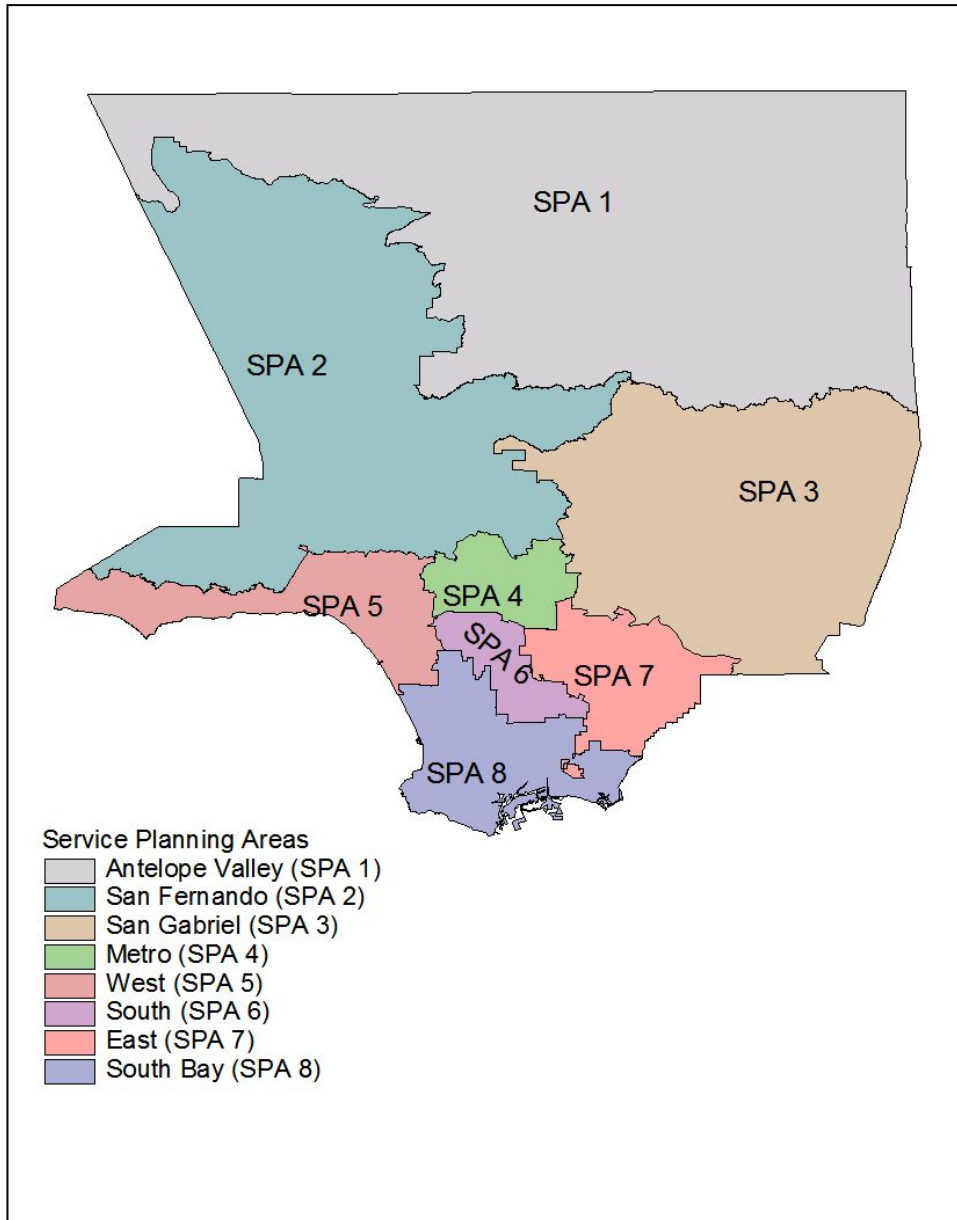 SPA 1
SPA 2
SPA 3
SPA 4
SPA 5
SPA 6
SPA 7
SPA 8
Service Planning Areas
Antelope Valley (SPA 1)
San Fernando (SPA 2)
San Gabriel (SPA 3)
Metro (SPA 4)
West (SPA 5)
South (SPA 6)
East (SPA 7)
South Bay (SPA 8)